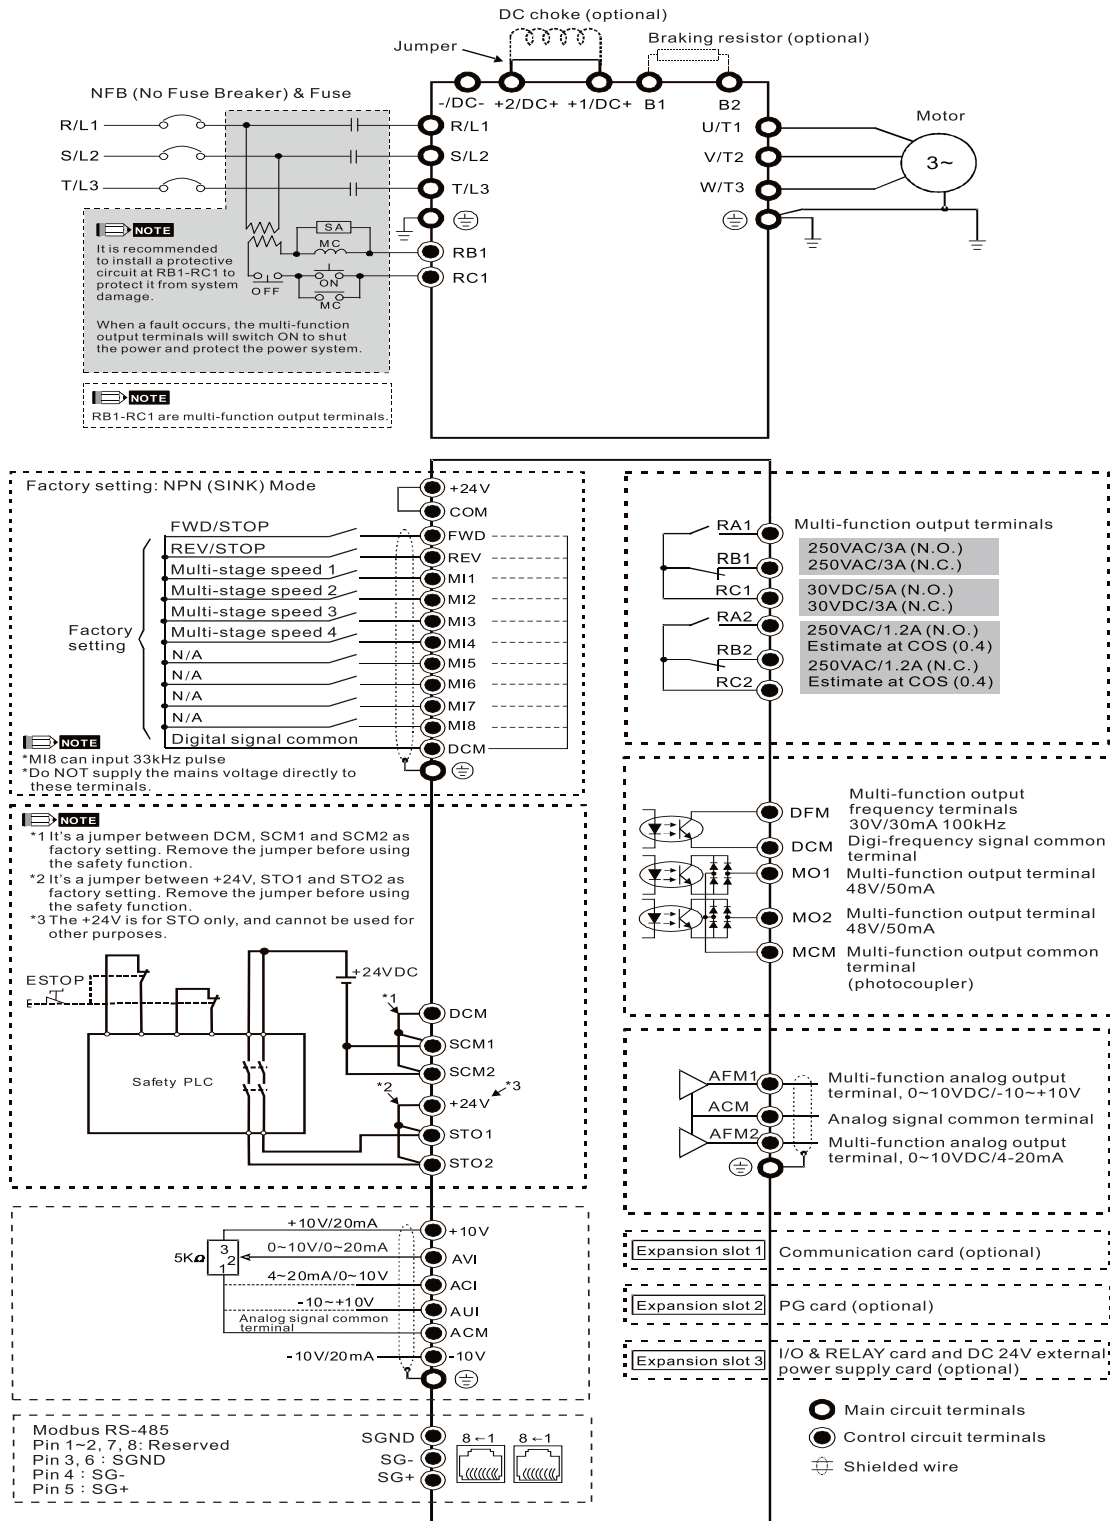 DC choke (optional)
Jumper
Braking resistor (optional)
-/DC- +2/DC+ +1/DC+ B1 B2
NFB (No Fuse Breaker) & Fuse
R/L1
S/L2
T/L3
R/L1
S/L2
T/L3
RB1
RC1
U/T1
V/T2
W/T3
Motor
3~
SA
MC
ON
OFF
MC
NOTE
It is recommended
to install a protective
circuit at RB1-RC1 to
protect it from system
damage.
When a fault occurs, the multi-function
output terminals will switch ON to shut
the power and protect the power system.
NOTE
RB1-RC1 are multi-function output terminals.
Factory setting: NPN (SINK) Mode
FWD/STOP
REV/STOP
Multi-stage speed 1
Multi-stage speed 2
Multi-stage speed 3
Multi-stage speed 4
N/A
N/A
N/A
N/A
Digital signal common
Factory
setting
+24V
COM
FWD
REV
MI1
MI2
MI3
MI4
MI5
MI6
MI7
MI8
DCM
NOTE
*MI8 can input 33kHz pulse
*Do NOT supply the mains voltage directly to
these terminals.
NOTE
*1 It's a jumper between DCM, SCM1 and SCM2 as
factory setting. Remove the jumper before using
the safety function.
*2 It's a jumper between +24V, STO1 and STO2 as
factory setting. Remove the jumper before using
the safety function.
*3 The +24V is for STO only, and cannot be used for
other purposes.
ESTOP
Safety PLC
+24VDC
*1
DCM
SCM1
SCM2
*2
*3
+24V
STO1
STO2
+10V/20mA
0~10V/0~20mA
4~20mA/0~10V
-10~+10V
Analog signal common
terminal
-10V/20mA
5KΩ
3
2
1
+10V
AVI
ACI
AUI
ACM
-10V
Modbus RS-485
Pin 1~2, 7, 8: Reserved
Pin 3, 6 : SGND
Pin 4 : SG-
Pin 5 : SG+
SGND
SG-
SG+
8←1 8←1
RA1
RB1
RC1
RA2
RB2
RC2
Multi-function output terminals
250VAC/3A (N.O.)
250VAC/3A (N.C.)
30VDC/5A (N.O.)
30VDC/3A (N.C.)
250VAC/1.2A (N.O.)
Estimate at COS (0.4)
250VAC/1.2A (N.C.)
Estimate at COS (0.4)
DFM
Multi-function output
frequency terminals
30V/30mA 100kHz
DCM
Digi-frequency signal common
terminal
MO1
Multi-function output terminal
48V/50mA
MO2
Multi-function output terminal
48V/50mA
MCM
Multi-function output common
terminal
(photocoupler)
AFM1
Multi-function analog output
terminal, 0~10VDC/-10~+10V
ACM
Analog signal common terminal
AFM2
Multi-function analog output
terminal, 0~10VDC/4-20mA
Expansion slot 1 Communication card (optional)
Expansion slot 2 PG card (optional)
Expansion slot 3 I/O & RELAY card and DC 24V external
power supply card (optional)
Main circuit terminals
Control circuit terminals
Shielded wire